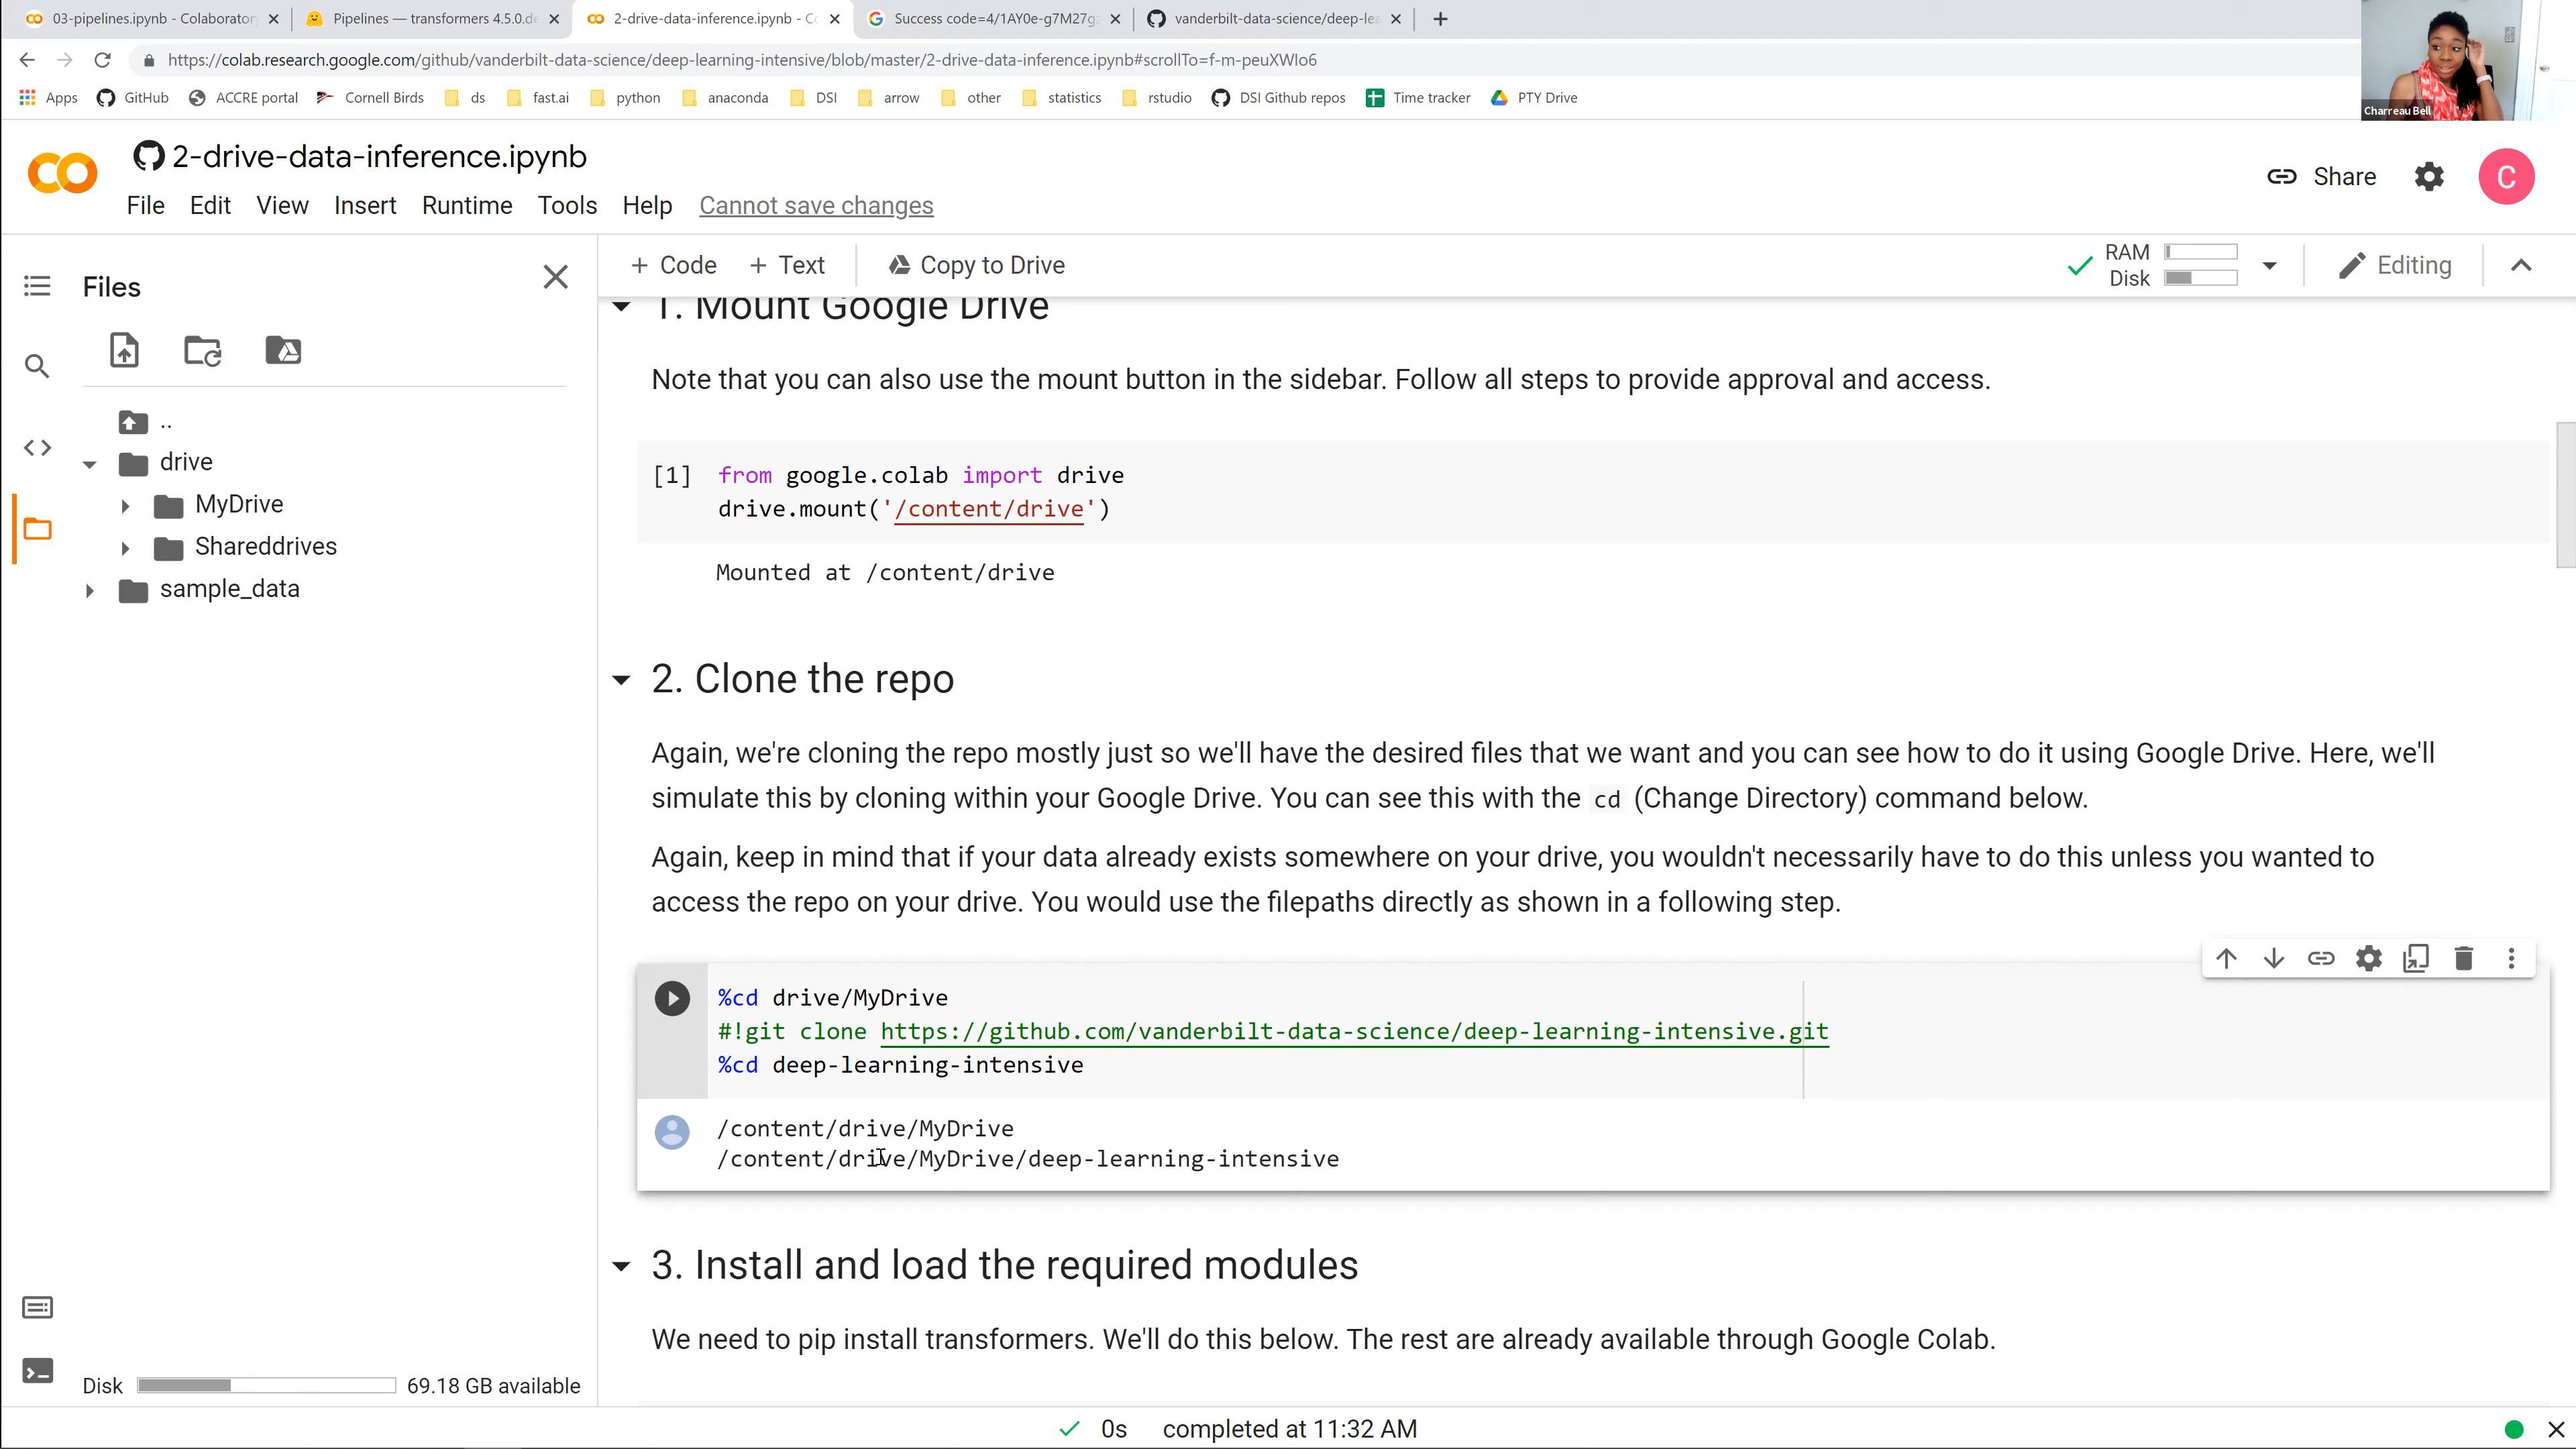 03-pipelines.ipynb - Colaborator
Pipelines — transformers 4.5.0.de
2-drive-data-inference.ipynb - Co
Success code=4/1AY0e-g7M27g
vanderbilt-data-science/deep-lea
https://colab.research.google.com/github/vanderbilt-data-science/deep-learning-intensive/blob/master/2-drive-data-inference.ipynb#scrollTo=f-m-peuXWIo6
Apps GitHub ACCRE portal Cornell Birds ds fast.ai python anaconda DSI arrow other statistics rstudio DSI Github repos Time tracker PTY Drive
Charreau Bell
2-drive-data-inference.ipynb
File Edit View Insert Runtime Tools Help Cannot save changes
Share
C
Files
+ Code + Text Copy to Drive
RAM
Disk
Editing
..
drive
MyDrive
Shareddrives
sample_data
Disk 69.18 GB available
1. Mount Google Drive
Note that you can also use the mount button in the sidebar. Follow all steps to provide approval and access.
[1] from google.colab import drive
drive.mount('/content/drive')
Mounted at /content/drive
2. Clone the repo
Again, we're cloning the repo mostly just so we'll have the desired files that we want and you can see how to do it using Google Drive. Here, we'll
simulate this by cloning within your Google Drive. You can see this with the cd (Change Directory) command below.
Again, keep in mind that if your data already exists somewhere on your drive, you wouldn't necessarily have to do this unless you wanted to
access the repo on your drive. You would use the filepaths directly as shown in a following step.
%cd drive/MyDrive
#!git clone https://github.com/vanderbilt-data-science/deep-learning-intensive.git
%cd deep-learning-intensive
/content/drive/MyDrive
/content/drive/MyDrive/deep-learning-intensive
3. Install and load the required modules
We need to pip install transformers. We'll do this below. The rest are already available through Google Colab.
0s completed at 11:32 AM